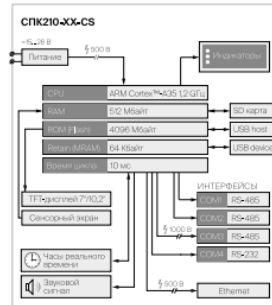 СПК210-XX-CS
~15...28 В
§ 500 В
Питание
Индикаторы
CPU ARM Cortex™-A35 1,2 ГГц
RAM 512 Мбайт
SD карта
ROM (Flash) 4096 Мбайт
USB host
Retain (MRAM) 64 Кбайт
USB device
Время цикла 10 мс
ИНТЕРФЕЙСЫ
TFT-дисплей 7"/10,2"
COM1 RS-485
Сенсорный экран
COM2 RS-485
§ 1000 В
COM3 RS-485
Часы реального
времени
COM4 RS-232
Звуковой
сигнал
§ 500 В
Ethernet